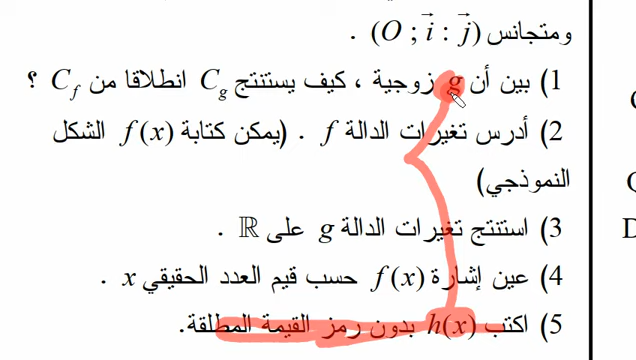 ومتجانس (O ; i⃗ : j⃗) .
1) بين أن g زوجية ، كيف يستنتج C_g انطلاقا من C_f ؟
2) أدرس تغيرات الدالة f . (يمكن كتابة f(x) الشكل
النموذجي)
3) استنتج تغيرات الدالة g على ℝ .
4) عين إشارة f(x) حسب قيم العدد الحقيقي x .
5) اكتب h(x) بدون رمز القيمة المطلقة.